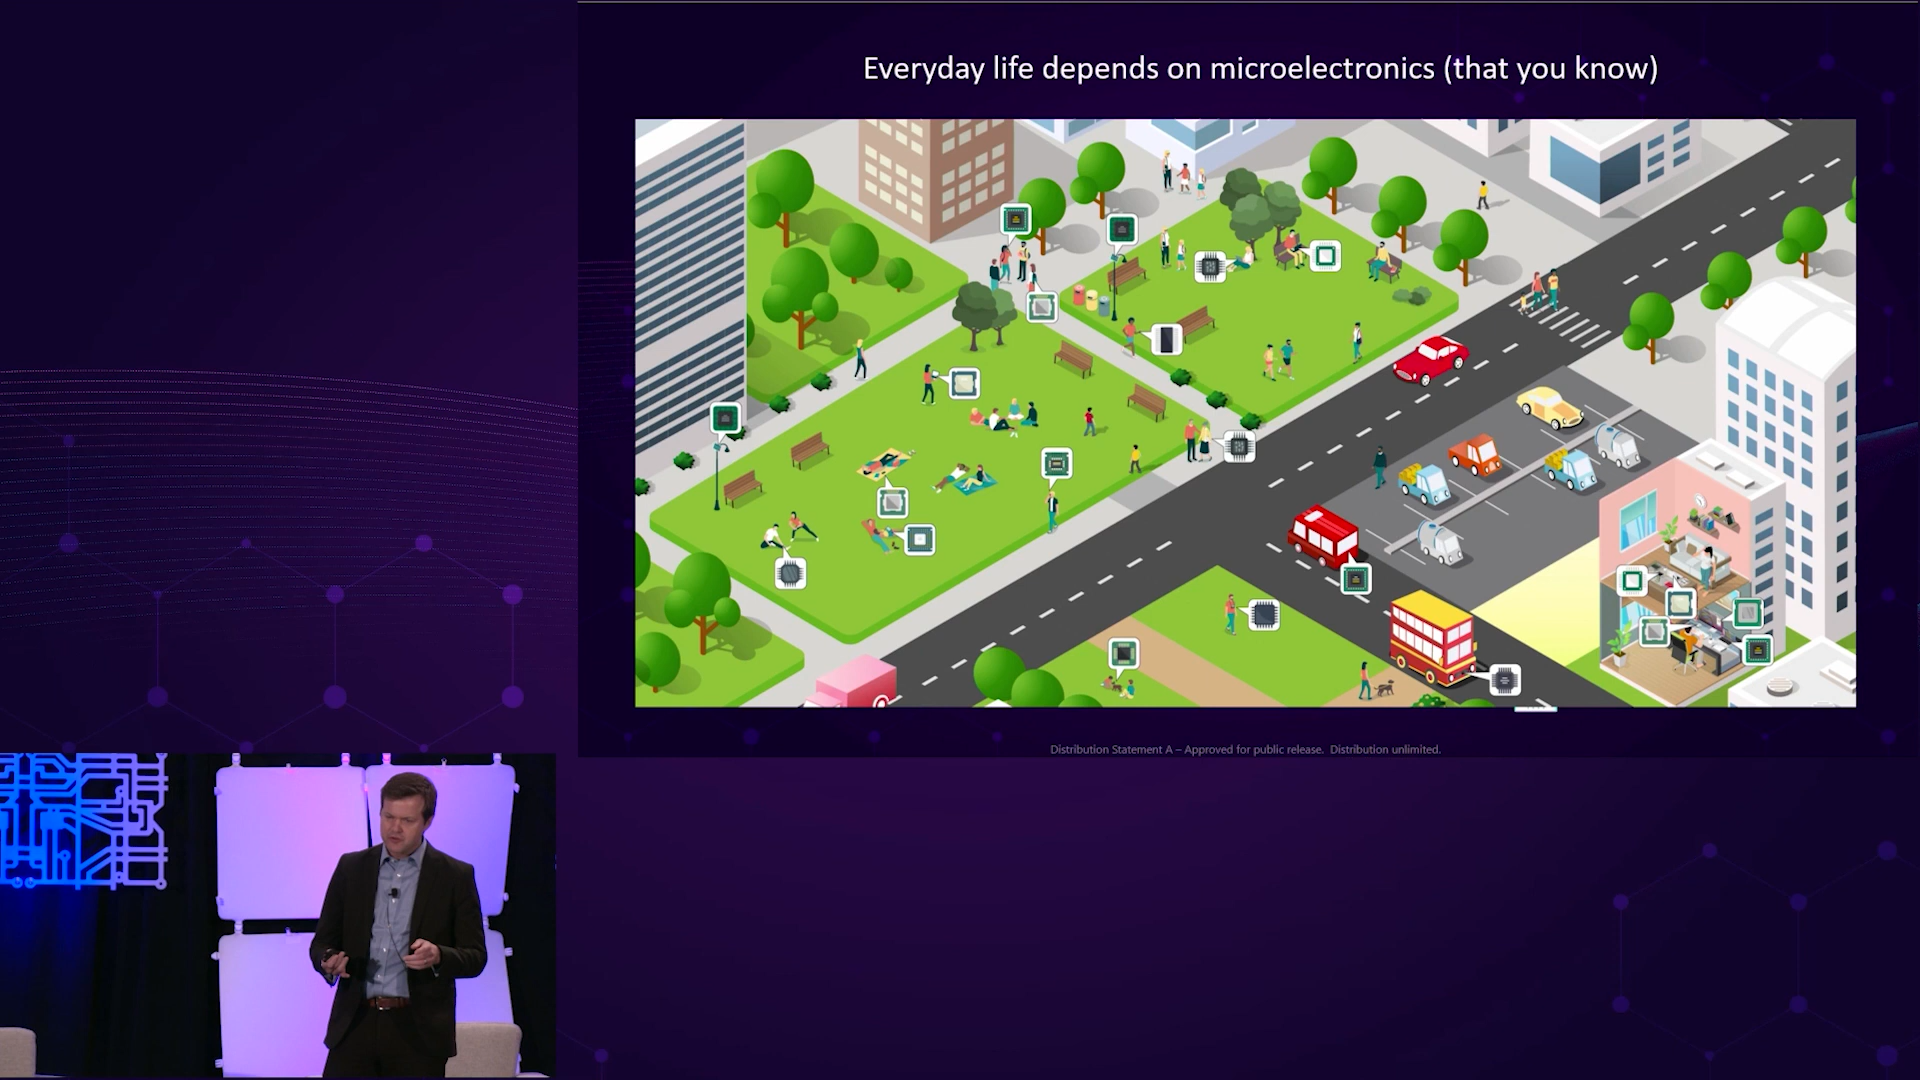 Everyday life depends on microelectronics (that you know)
Distribution Statement A – Approved for public release.  Distribution unlimited.